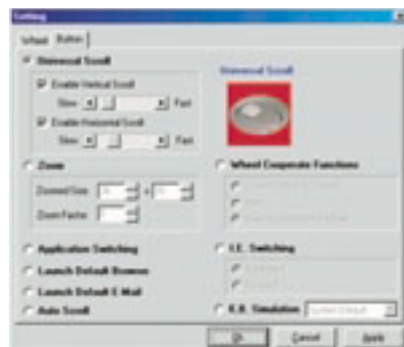 Setting
Wheel Button
Universal Scroll
Universal Scroll
Enable Vertical Scroll
Slow Fast
Enable Horizontal Scroll
Slow Fast
Zoom
Wheel Cooperate Functions
Zoomed Size x
Zoom Factor
Application Switching
I.E. Switching
Launch Default Browser
Launch Default E-Mail
Auto Scroll
K.B. Simulation System Default
Ok Cancel Apply